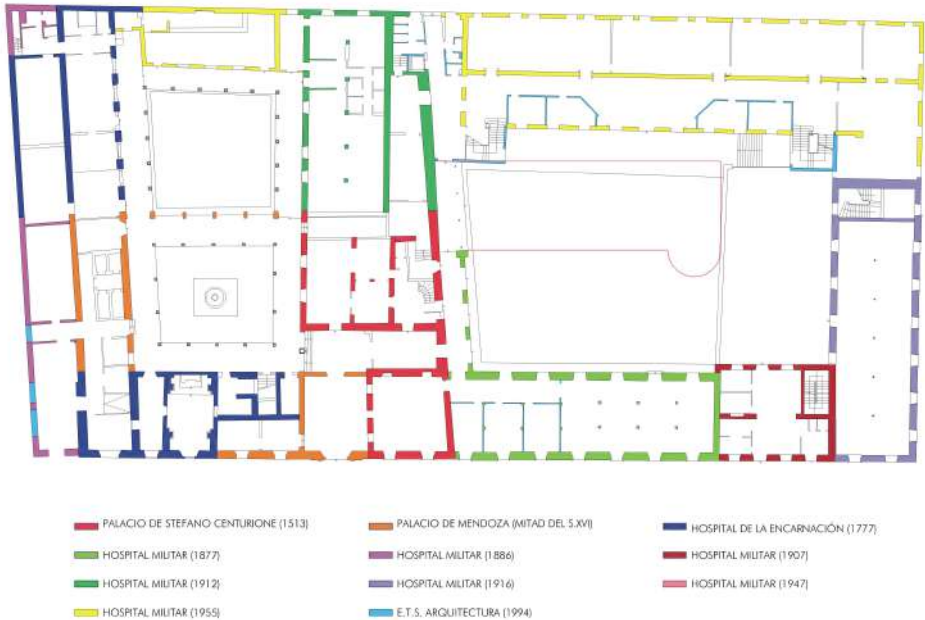 PALACIO DE STEFANO CENTURIONE (1513)
PALACIO DE MENDOZA (MITAD DEL S.XVI)
HOSPITAL DE LA ENCARNACIÓN (1777)
HOSPITAL MILITAR (1877)
HOSPITAL MILITAR (1886)
HOSPITAL MILITAR (1907)
HOSPITAL MILITAR (1912)
HOSPITAL MILITAR (1916)
HOSPITAL MILITAR (1947)
HOSPITAL MILITAR (1955)
E.T.S. ARQUITECTURA (1994)